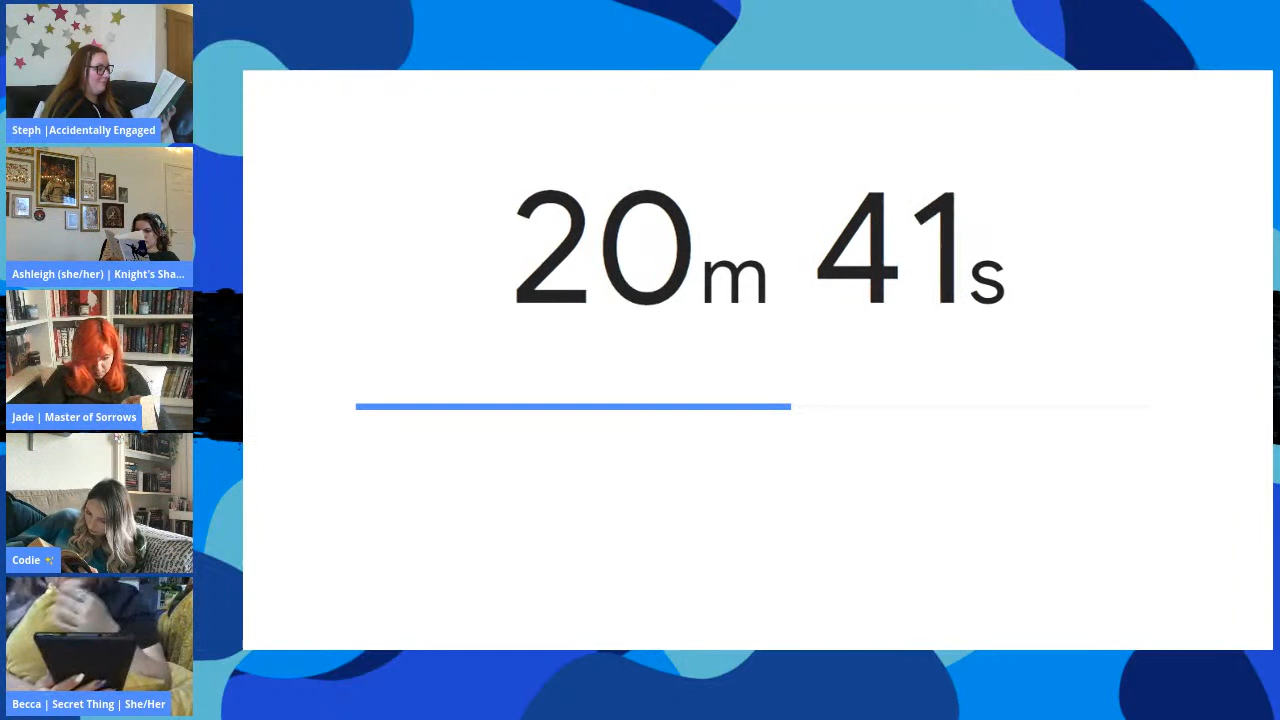 Steph |Accidentally Engaged
Ashleigh (she/her) | Knight's Sha...
Jade | Master of Sorrows
Codie ✨
Becca | Secret Thing | She/Her
20m 41s